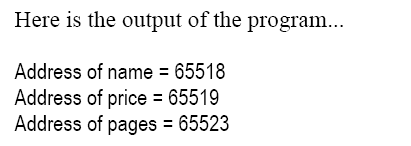 Here is the output of the program...
Address of name = 65518
Address of price = 65519
Address of pages = 65523